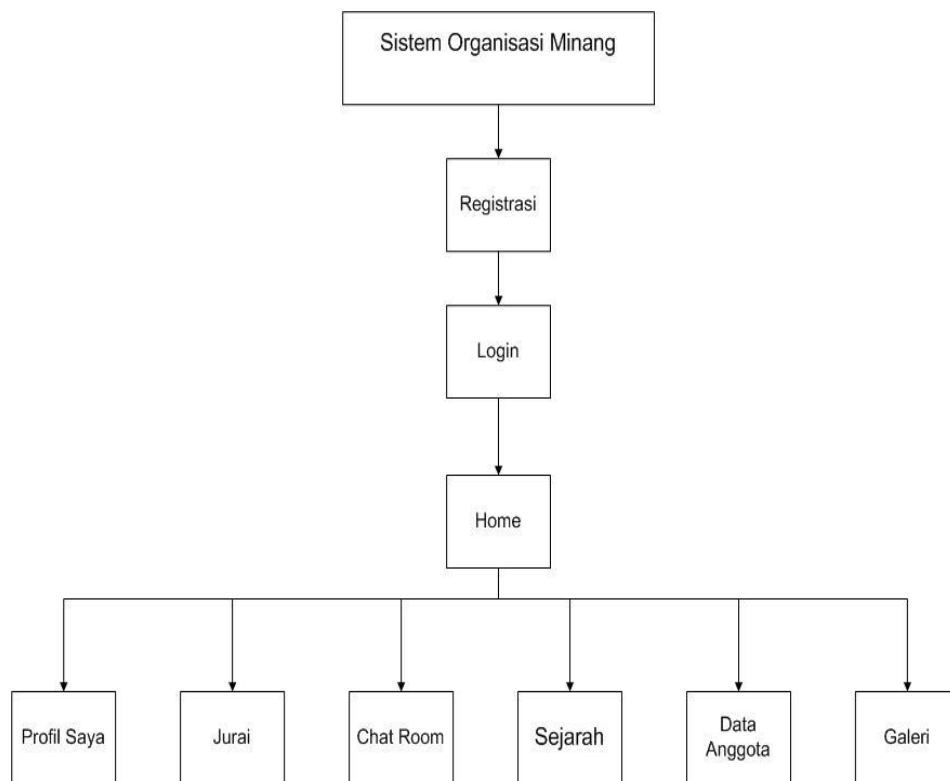 Sistem Organisasi Minang
Registrasi
Login
Home
Profil Saya
Jurai
Chat Room
Sejarah
Data
Anggota
Galeri